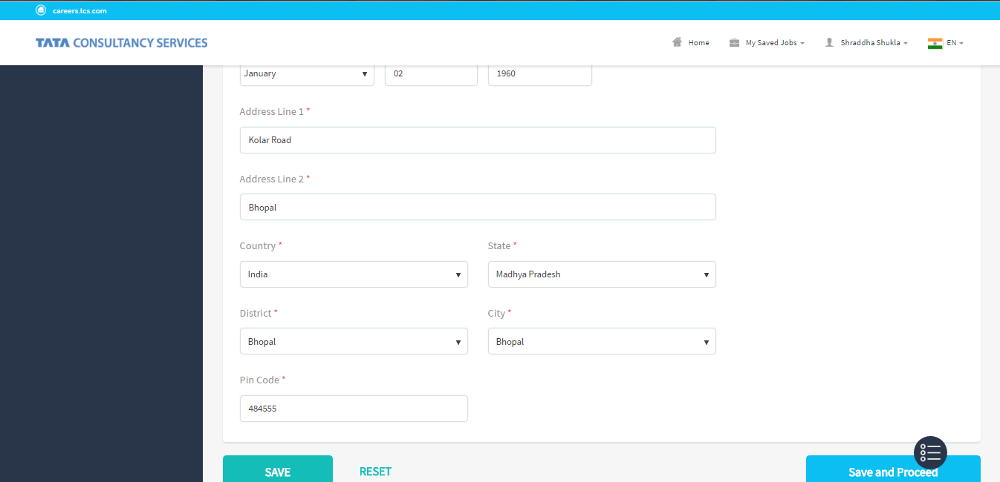 careers.tcs.com
TATA CONSULTANCY SERVICES
Home
My Saved Jobs
Shraddha Shukla
EN
January
02
1960
Address Line 1 *
Kolar Road
Address Line 2 *
Bhopal
Country * State *
India Madhya Pradesh
District * City *
Bhopal Bhopal
Pin Code *
484555
SAVE RESET Save and Proceed